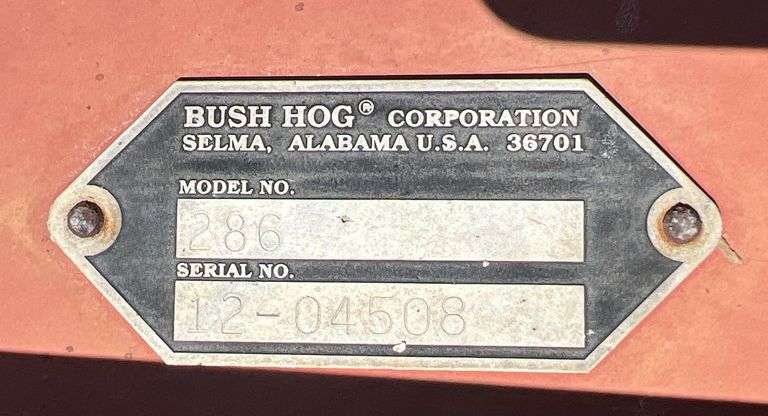 BUSH HOG® CORPORATION
SELMA, ALABAMA U.S.A. 36701
MODEL NO.
286
SERIAL NO.
12-04508